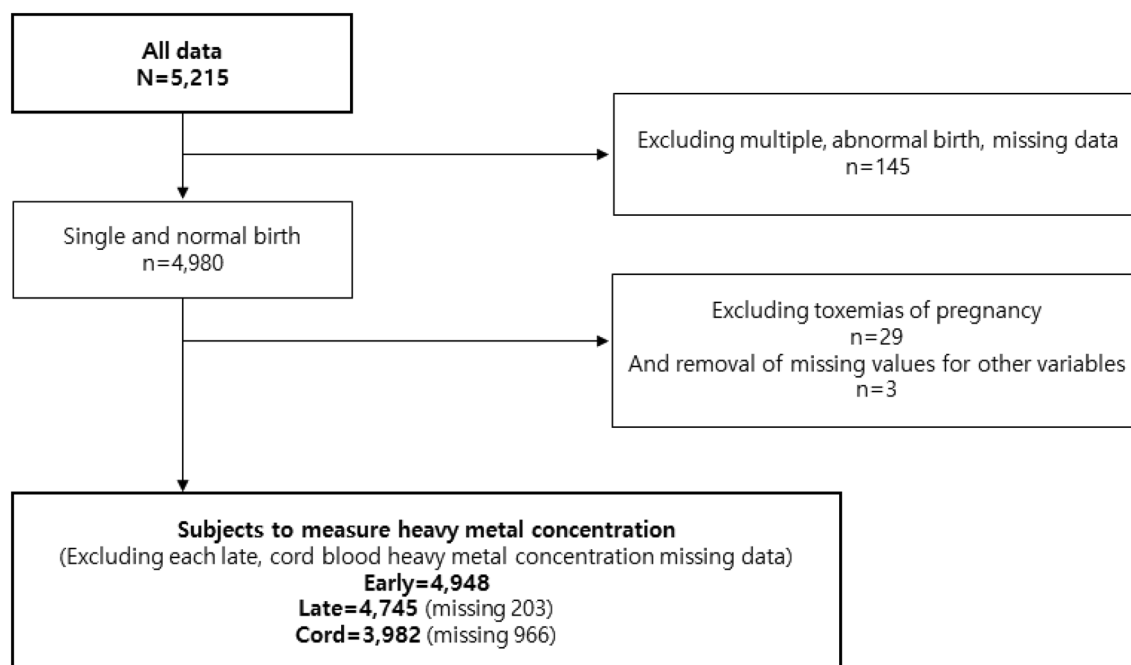 All data
N=5,215
Excluding multiple, abnormal birth, missing data
n=145
Single and normal birth
n=4,980
Excluding toxemias of pregnancy
n=29
And removal of missing values for other variables
n=3
Subjects to measure heavy metal concentration
(Excluding each late, cord blood heavy metal concentration missing data)
Early=4,948
Late=4,745 (missing 203)
Cord=3,982 (missing 966)